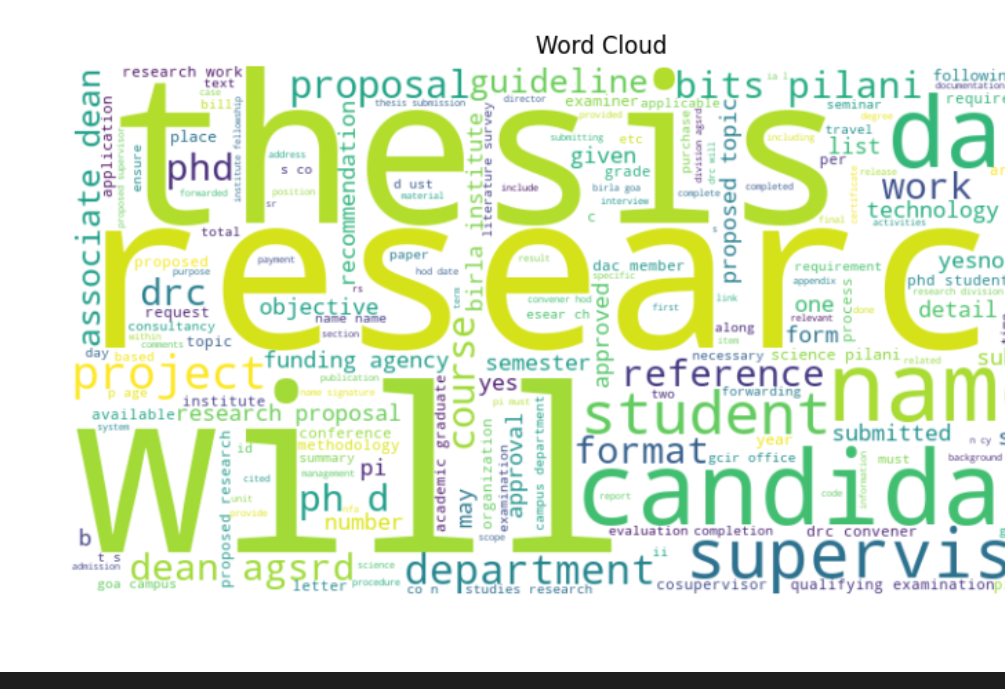 Word Cloud
research work
text
case
bill
proposal
guideline
bits pilani
ia l
followin
documentation
thesis submission
director
examiner
applicable
provided
seminar
requir
degree
associate dean
application
proposed supervisor
ensure
place
phd
forwarded
institute fellowship
thesis
address
s co
position
sr
recommendation
d ust
material
literature survey
birla institute
include
submitting
etc
given
grade
birla goa
interview
c
purchase
division agsrd
drc will
complete
proposed topic
including
completed
travel
per
list
da
work
release
certificate
technology
activities
final
total
s
research
proposed
purpose
drc
request
consultancy
within
comments
topic
payment
paper
hod date
rs
objective
name name
section
term
result
dac member
specific
convener hod
esear ch
approved
first
link
along
item
requirement
appendix
one
relevant
form
process
done
yesno
phd student
research division
detail
day
based
project
p age
institute
funding agency
publication
name signature
course
semester
yes
pi must
necessary
science pilani
related
su
reference
two
forwarding
nam
available
research proposal
system
will
proposed research
id
cited
unit
provide
conference
methodology
summary
management
pi
ph d
nfa
number
academic graduate
may
organization
examination
approval
scope
campus department
student
format
gcir office
year
must
submitted
n cy
background
information
candida
report
code
b
t s
admission
evaluation completion
drc convener
dean agsrd
goa campus
letter
science
procedure
department
co n
studies research
ii
supervis
cosupervisor
qualifying examination